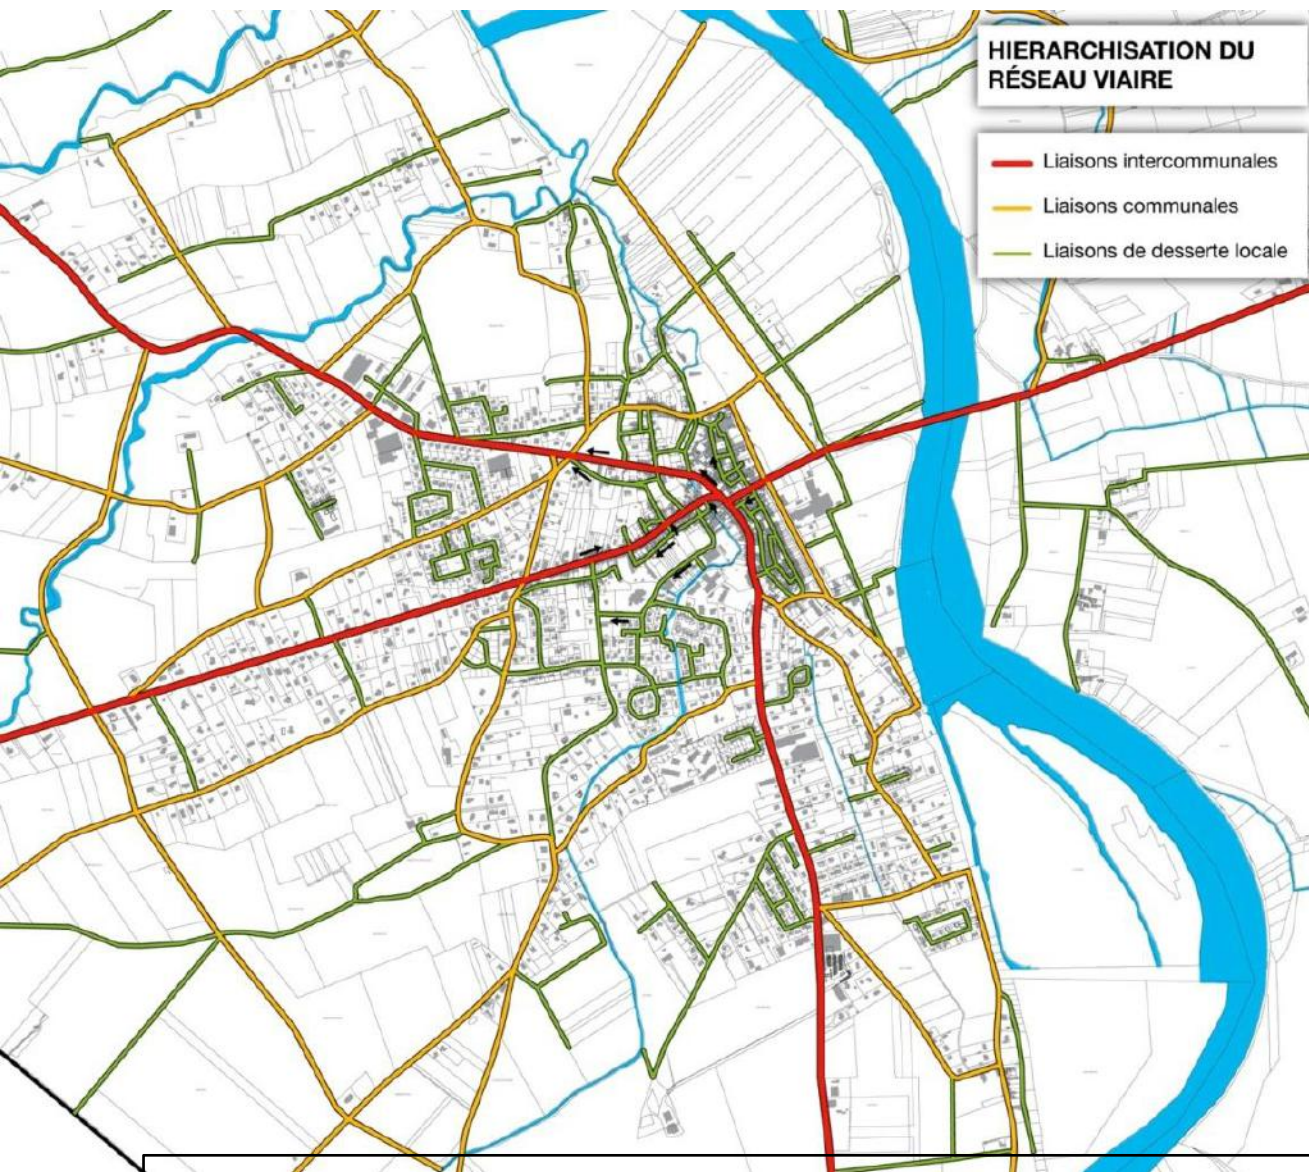 HIERARCHISATION DU
RÉSEAU VIAIRE
Liaisons intercommunales
Liaisons communales
Liaisons de desserte locale